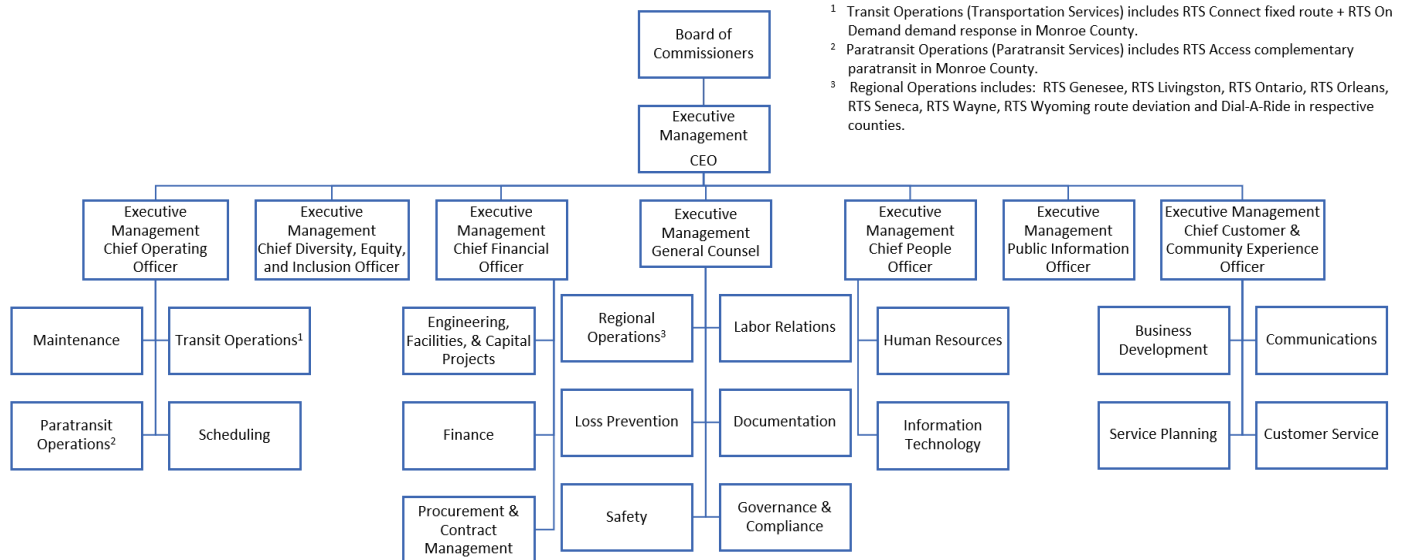 Board of
Commissioners
¹ Transit Operations (Transportation Services) includes RTS Connect fixed route + RTS On
Demand demand response in Monroe County.
² Paratransit Operations (Paratransit Services) includes RTS Access complementary
paratransit in Monroe County.
³ Regional Operations includes: RTS Genesee, RTS Livingston, RTS Ontario, RTS Orleans,
RTS Seneca, RTS Wayne, RTS Wyoming route deviation and Dial-A-Ride in respective
counties.
Executive
Management
CEO
Executive
Management
Chief Operating
Officer
Executive
Management
Chief Diversity, Equity,
and Inclusion Officer
Executive
Management
Chief Financial
Officer
Executive
Management
General Counsel
Executive
Management
Chief People
Officer
Executive
Management
Public Information
Officer
Executive Management
Chief Customer &
Community Experience
Officer
Maintenance
Transit Operations¹
Paratransit
Operations²
Scheduling
Engineering,
Facilities, & Capital
Projects
Finance
Procurement &
Contract
Management
Regional
Operations³
Labor Relations
Loss Prevention
Documentation
Safety
Governance &
Compliance
Human Resources
Information
Technology
Business
Development
Communications
Service Planning
Customer Service